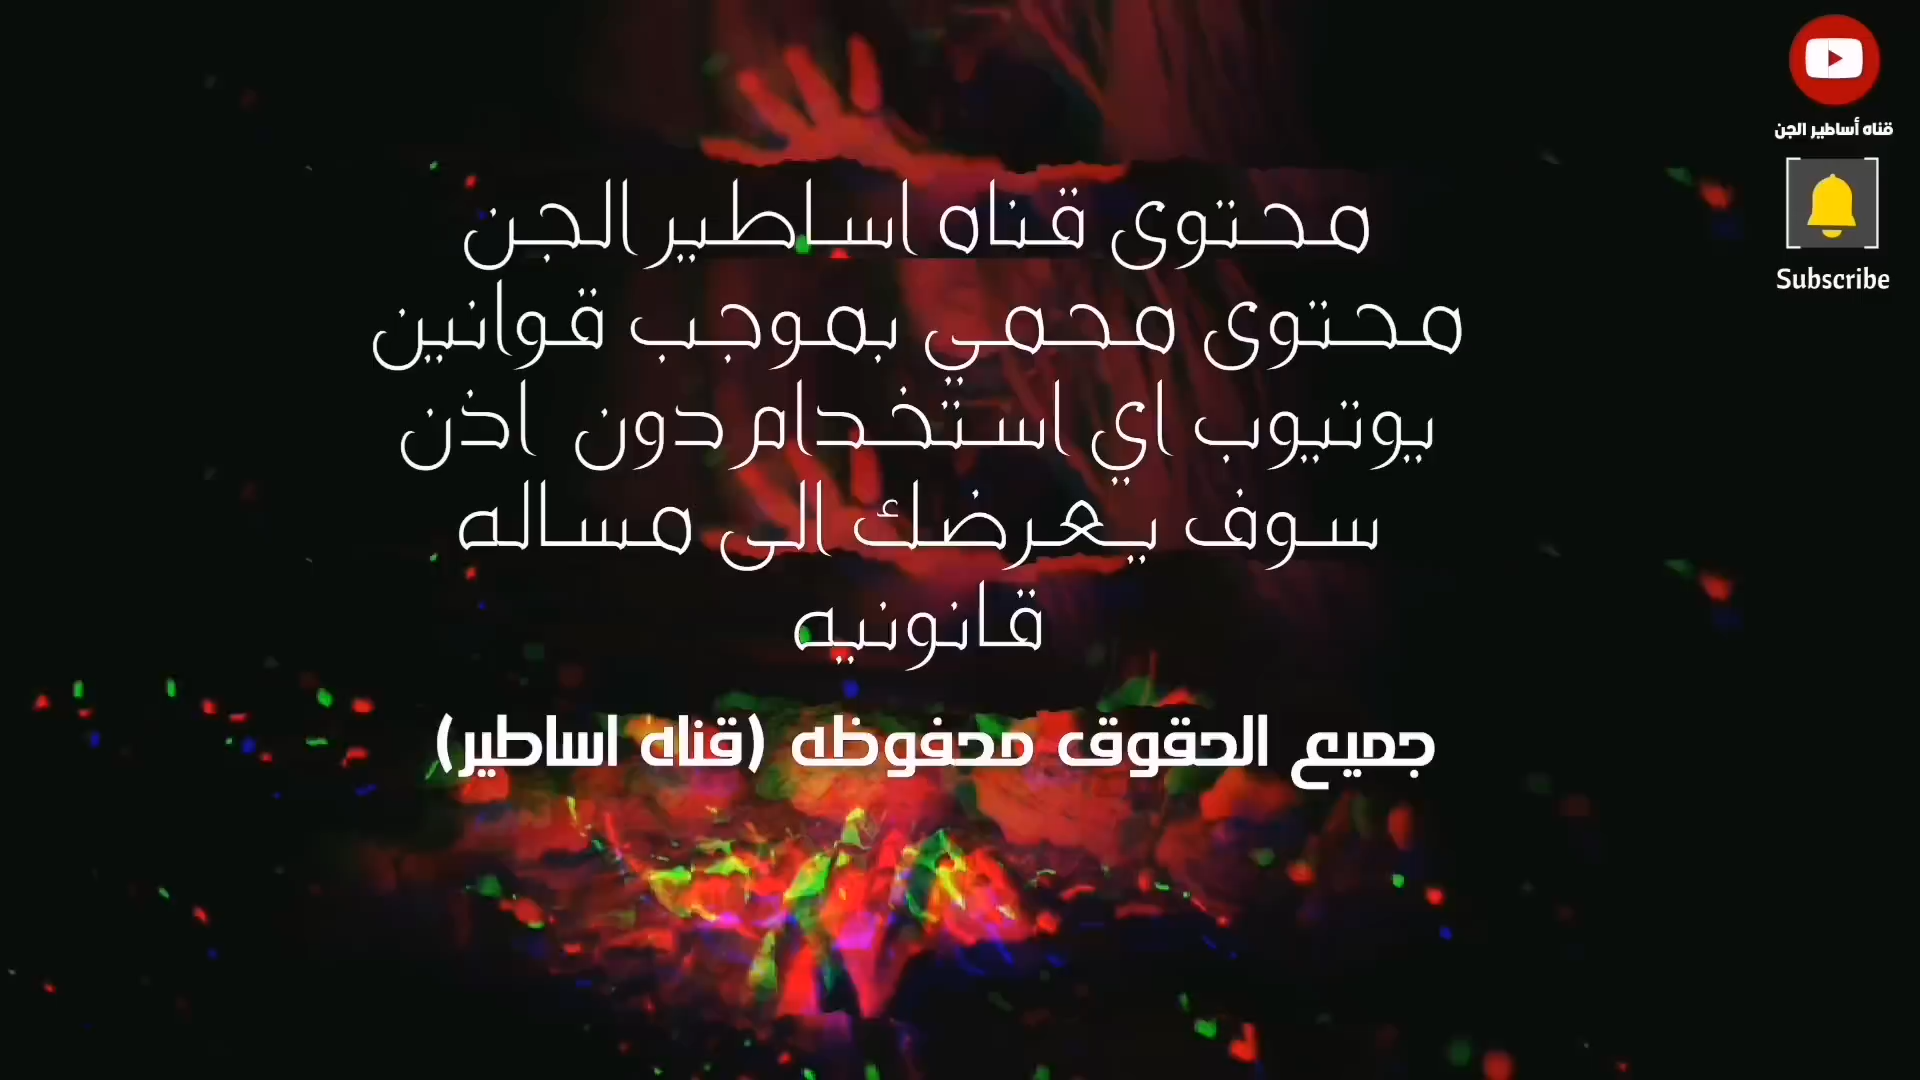 قناه أساطير الجن
Subscribe
محتوى قناه اساطير الجن
محتوى محمي بموجب قوانين
يوتيوب اي استخدام دون اذن
سوف يعرضك الى مساله
قانونيه
جميع الحقوق محفوظه (قناه اساطير)